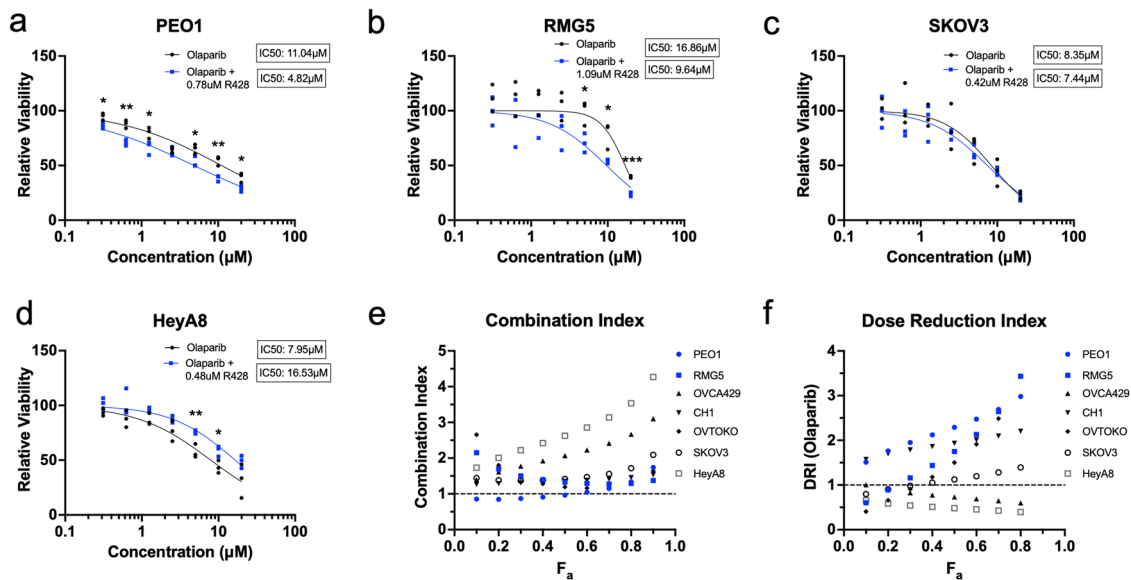 a
PEO1
Relative Viability
150
100
50
0
0.1
1
10
100
Concentration (µM)
Olaparib
IC50: 11.04µM
Olaparib +
0.78uM R428
IC50: 4.82µM
*
**
*
*
**
*
b
RMG5
Relative Viability
150
100
50
0
0.1
1
10
100
Concentration (µM)
Olaparib
IC50: 16.86µM
Olaparib +
1.09uM R428
IC50: 9.64µM
*
*
***
c
SKOV3
Relative Viability
150
100
50
0
0.1
1
10
100
Concentration (µM)
Olaparib
IC50: 8.35µM
Olaparib +
0.42uM R428
IC50: 7.44µM
d
HeyA8
Relative Viability
150
100
50
0
0.1
1
10
100
Concentration (µM)
Olaparib
IC50: 7.95µM
Olaparib +
0.48uM R428
IC50: 16.53µM
**
*
e
Combination Index
Combination Index
5
4
3
2
1
0
0.0
0.2
0.4
0.6
0.8
1.0
Fa
PEO1
RMG5
OVCA429
CH1
OVTOKO
SKOV3
HeyA8
f
Dose Reduction Index
DRI (Olaparib)
4
3
2
1
0
0.0
0.2
0.4
0.6
0.8
1.0
Fa
PEO1
RMG5
OVCA429
CH1
OVTOKO
SKOV3
HeyA8